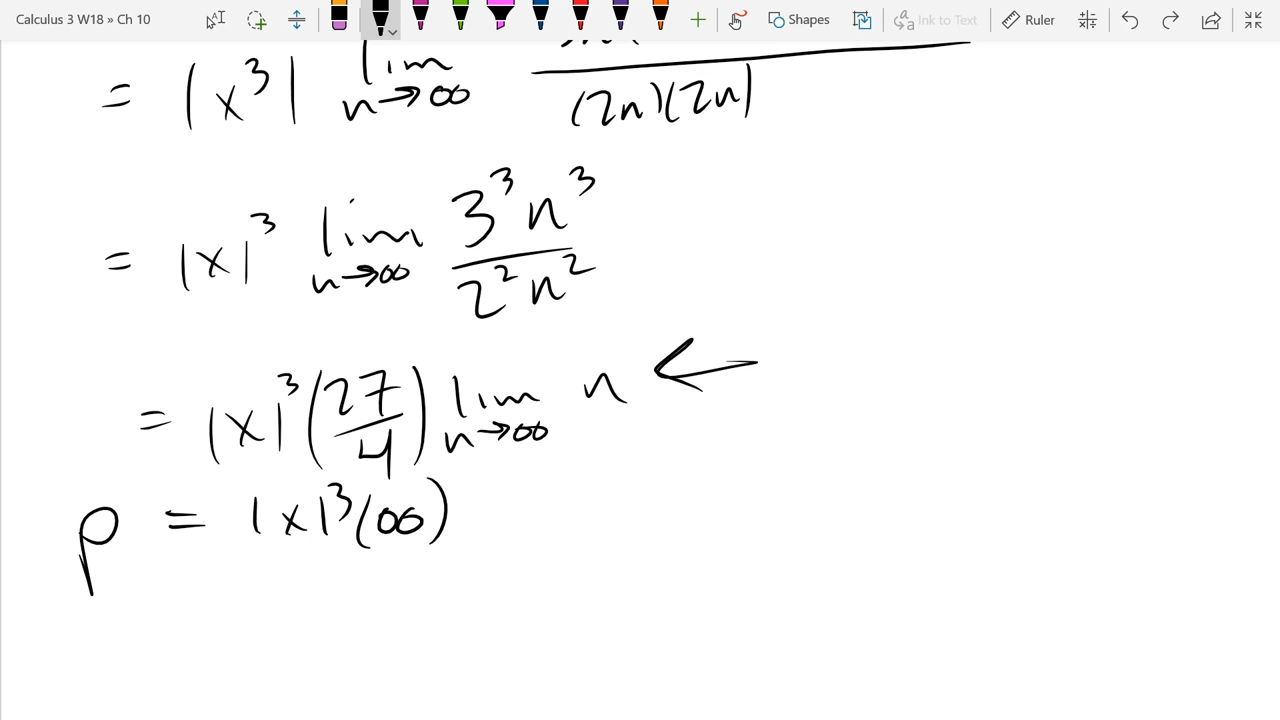 Calculus 3 W18 » Ch 10 Shapes Ink to Text Ruler
= |x³| lim n→∞ / (2n)(2n)
= |x|³ lim n→∞ 3³n³ / 2²n²
= |x|³ (27/4) lim n→∞ n ←
ρ = |x|³(∞)